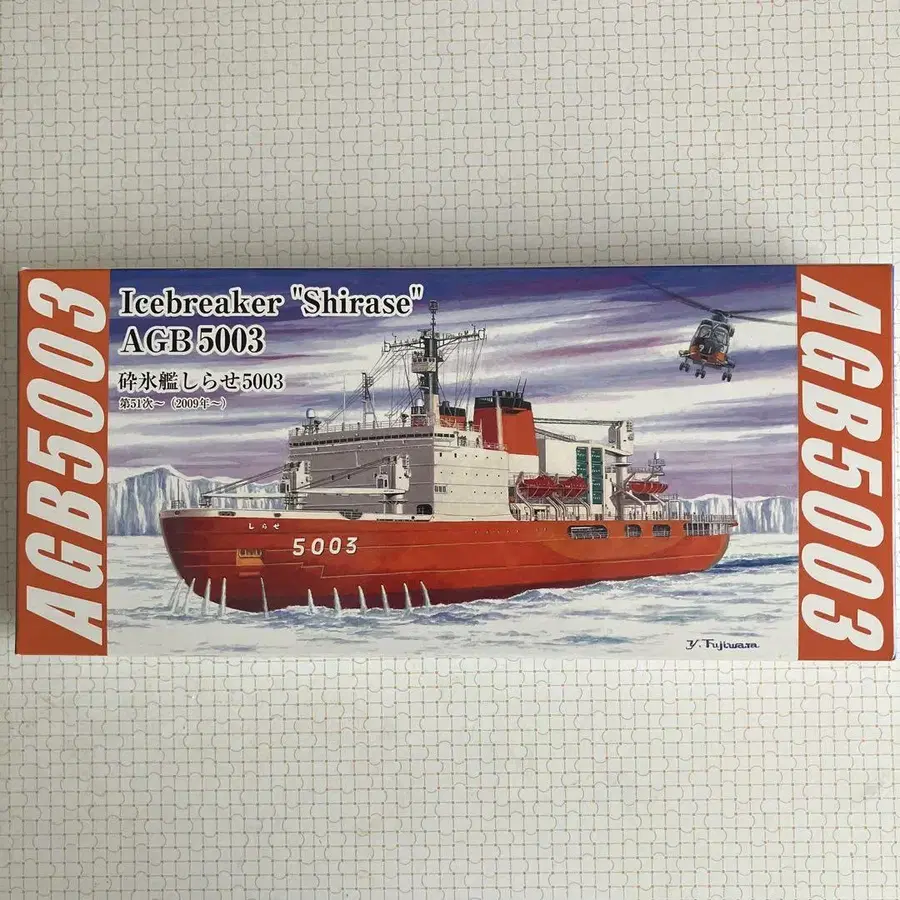 AGB5003
Icebreaker "Shirase"
AGB 5003
砕氷艦しらせ5003
第51次～（2009年～）
しらせ
5003
Y. Fujiwara
AGB5003